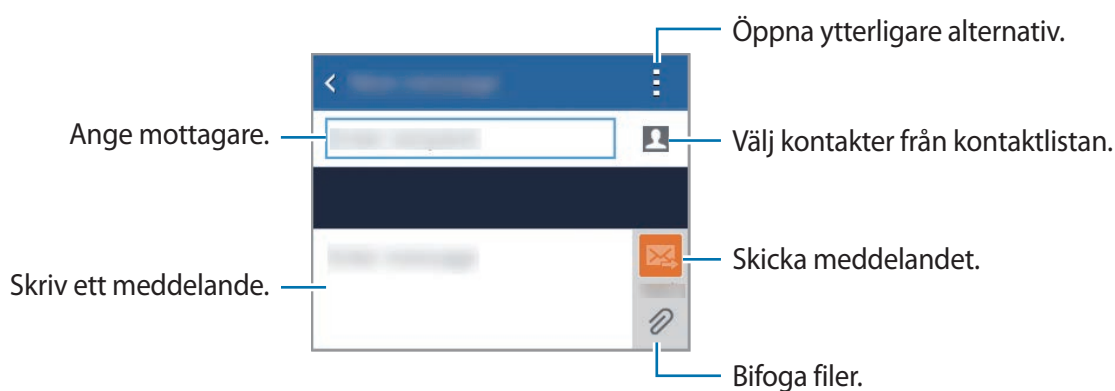 Öppna ytterligare alternativ.
Ange mottagare.
Välj kontakter från kontaktlistan.
Skriv ett meddelande.
Skicka meddelandet.
Bifoga filer.